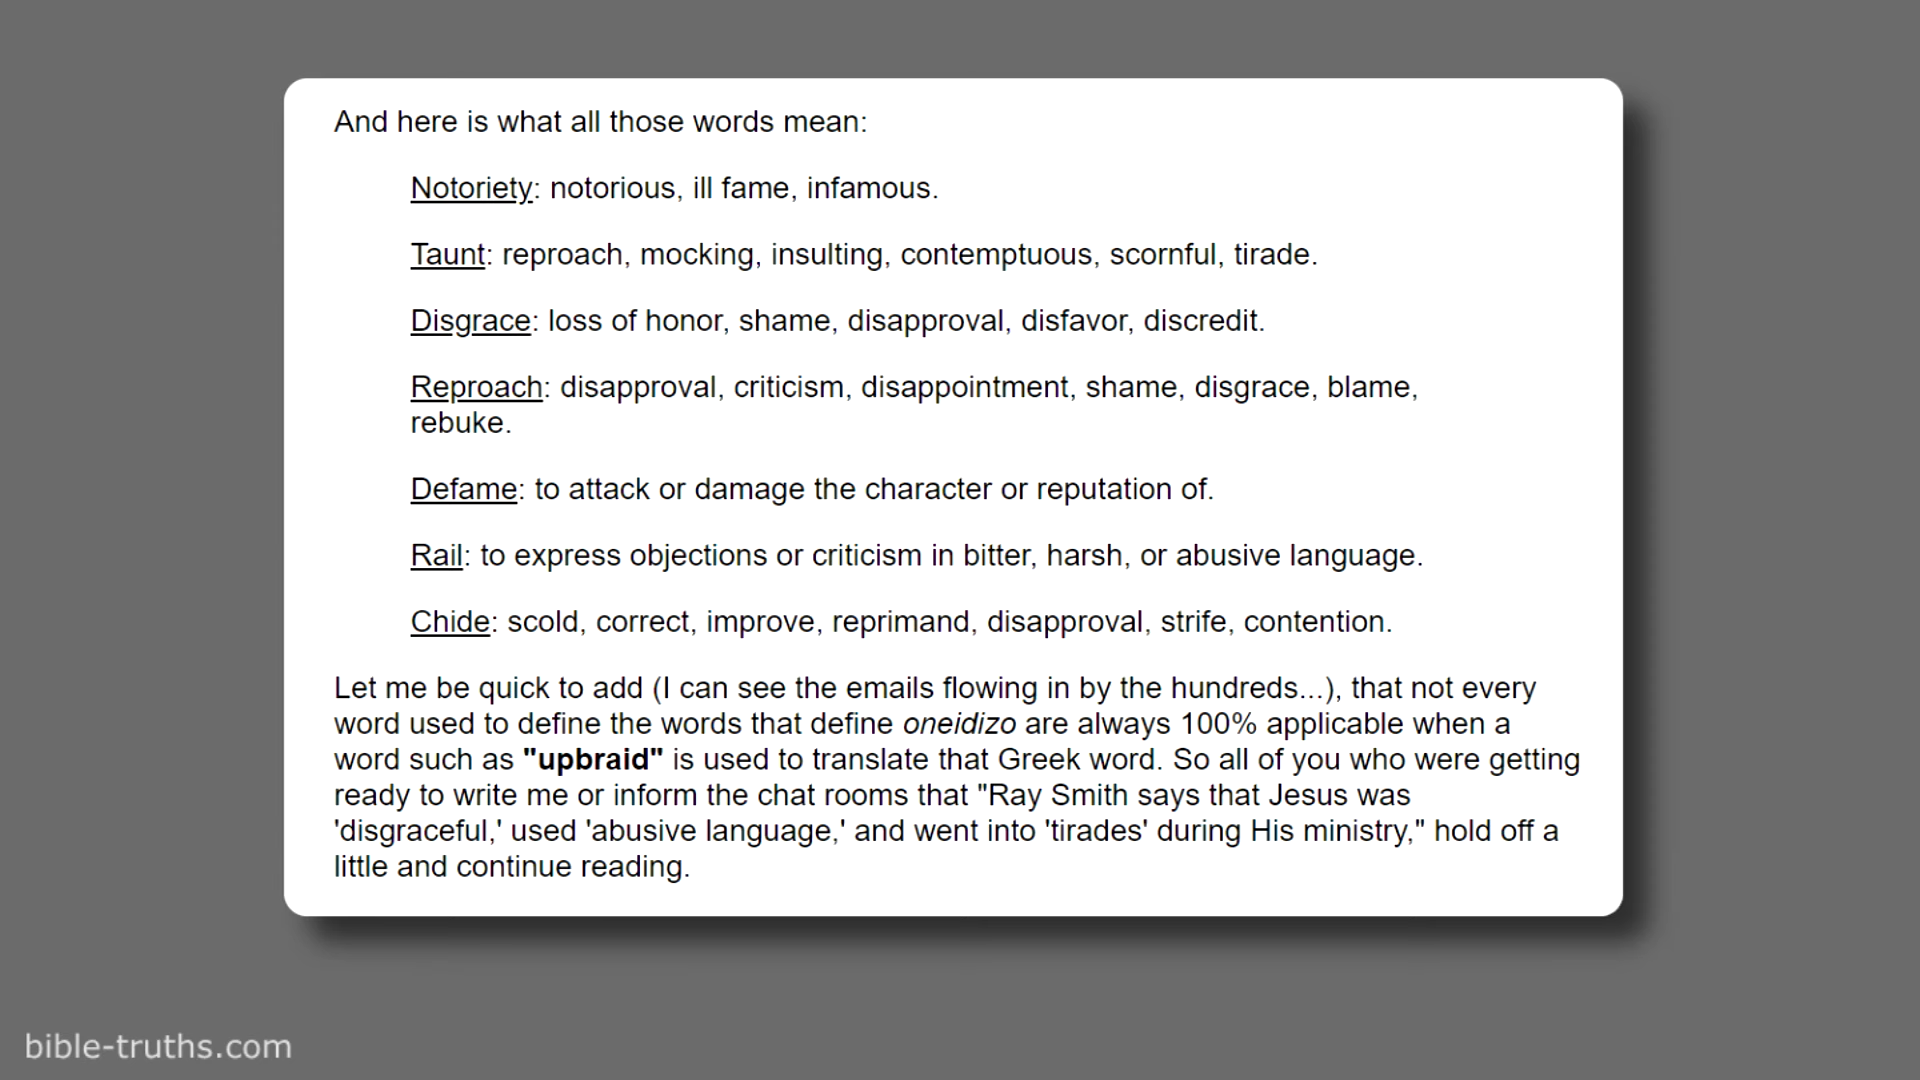 And here is what all those words mean:
Notoriety: notorious, ill fame, infamous.
Taunt: reproach, mocking, insulting, contemptuous, scornful, tirade.
Disgrace: loss of honor, shame, disapproval, disfavor, discredit.
Reproach: disapproval, criticism, disappointment, shame, disgrace, blame,
rebuke.
Defame: to attack or damage the character or reputation of.
Rail: to express objections or criticism in bitter, harsh, or abusive language.
Chide: scold, correct, improve, reprimand, disapproval, strife, contention.
Let me be quick to add (I can see the emails flowing in by the hundreds...), that not every
word used to define the words that define oneidizo are always 100% applicable when a
word such as "upbraid" is used to translate that Greek word. So all of you who were getting
ready to write me or inform the chat rooms that "Ray Smith says that Jesus was
'disgraceful,' used 'abusive language,' and went into 'tirades' during His ministry," hold off a
little and continue reading.
bible-truths.com